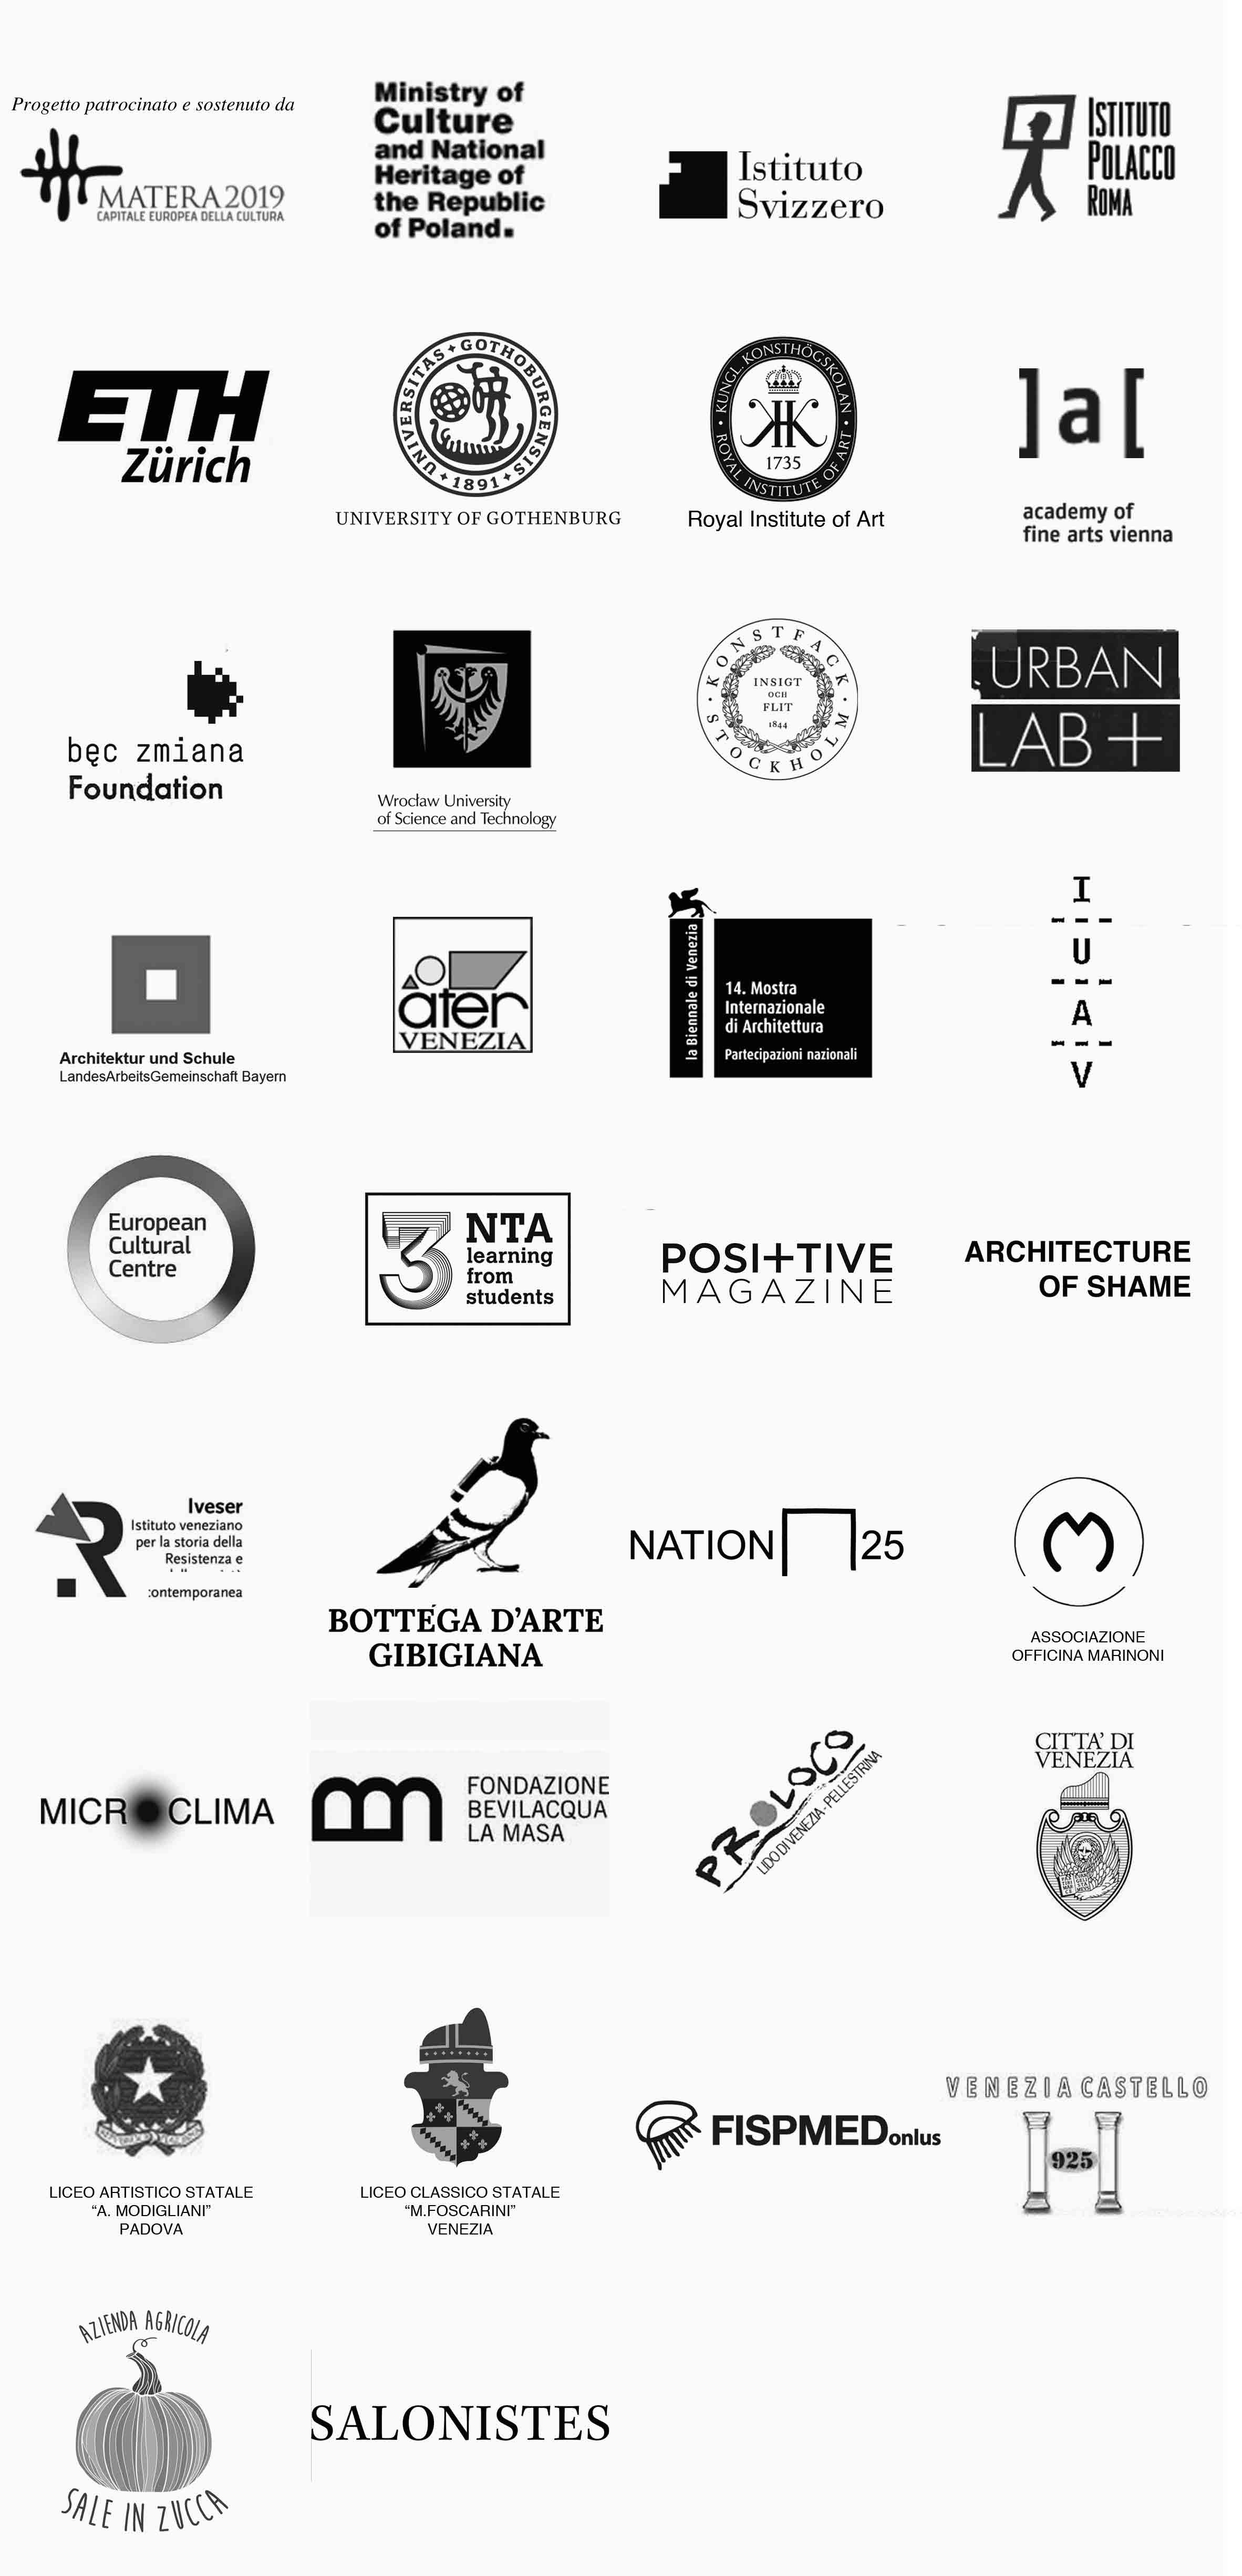 Progetto patrocinato e sostenuto da
MATERA 2019
CAPITALE EUROPEA DELLA CULTURA
Ministry of
Culture
and National
Heritage of
the Republic
of Poland.
Istituto
Svizzero
ISTITUTO
POLACCO
ROMA
ETH
Zürich
UNIVERSITAS + GOTHOBURGENSIS + 1891 +
UNIVERSITY OF GOTHENBURG
KUNGL. KONSTHÖGSKOLAN
1735
ROYAL INSTITUTE OF ART
Royal Institute of Art
]a[
academy of
fine arts vienna
bęc zmiana
Foundation
Wrocław University
of Science and Technology
KONSTFACK
INSIGT
OCH
FLIT
1844
STOCKHOLM
URBAN
LAB+
Architektur und Schule
LandesArbeitsGemeinschaft Bayern
ater
VENEZIA
la Biennale di Venezia
14. Mostra
Internazionale
di Architettura
Partecipazioni nazionali
I
U
A
V
European
Cultural
Centre
3
NTA
learning
from
students
POSI+TIVE
MAGAZINE
ARCHITECTURE
OF SHAME
R
Iveser
Istituto veneziano
per la storia della
Resistenza e
contemporanea
BOTTEGA D'ARTE
GIBIGIANA
NATION 25
M
ASSOCIAZIONE
OFFICINA MARINONI
MICROCLIMA
FONDAZIONE
BEVILACQUA
LA MASA
PROLOCO
LIDO DI VENEZIA - PELLESTRINA
CITTA' DI
VENEZIA
LICEO ARTISTICO STATALE
“A. MODIGLIANI”
PADOVA
LICEO CLASSICO STATALE
“M.FOSCARINI”
VENEZIA
FISPMEDonlus
VENEZIA CASTELLO
925
AZIENDA AGRICOLA
SALE IN ZUCCA
SALONISTES